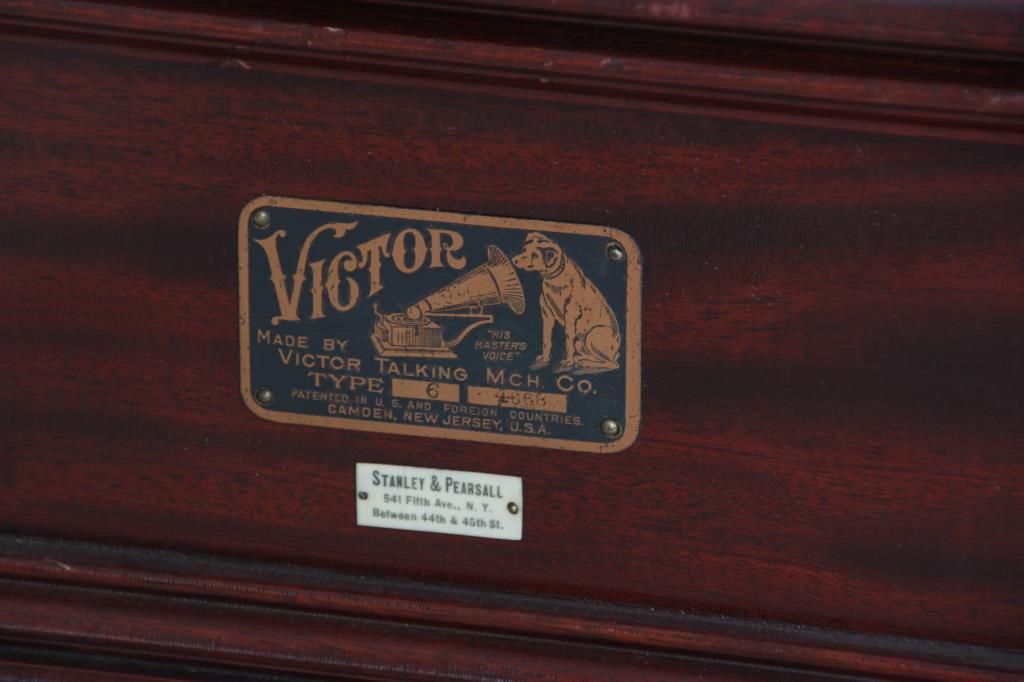 VICTOR
"HIS
MASTER'S
VOICE"
MADE BY
VICTOR TALKING MCH. CO.
TYPE 6 4668
PATENTED IN U.S. AND FOREIGN COUNTRIES.
CAMDEN, NEW JERSEY, U.S.A.
STANLEY & PEARSALL
541 Fifth Ave., N. Y.
Between 44th & 45th St.